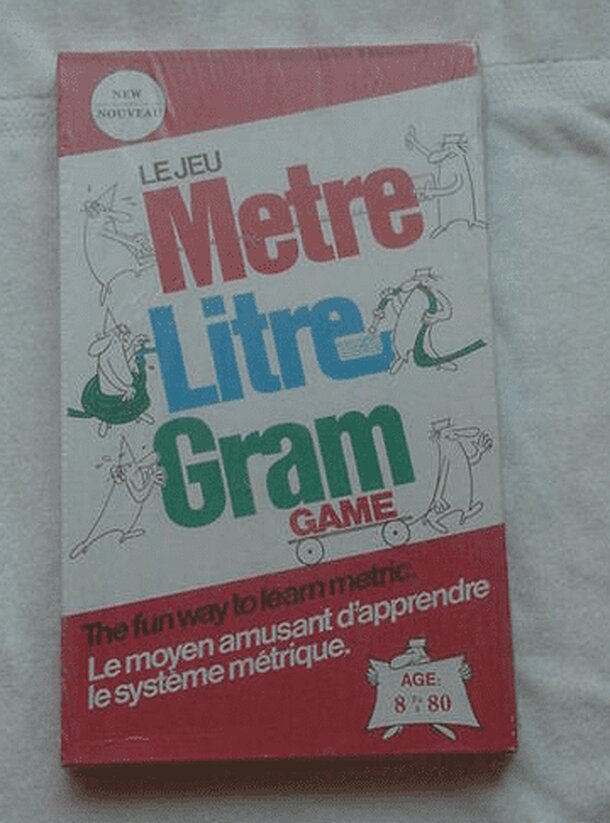 NEW
NOUVEAU
LE JEU
Metre
Litre
Gram
GAME
The fun way to learn metric.
Le moyen amusant d'apprendre
le système métrique.
AGE:
8 TO À 80